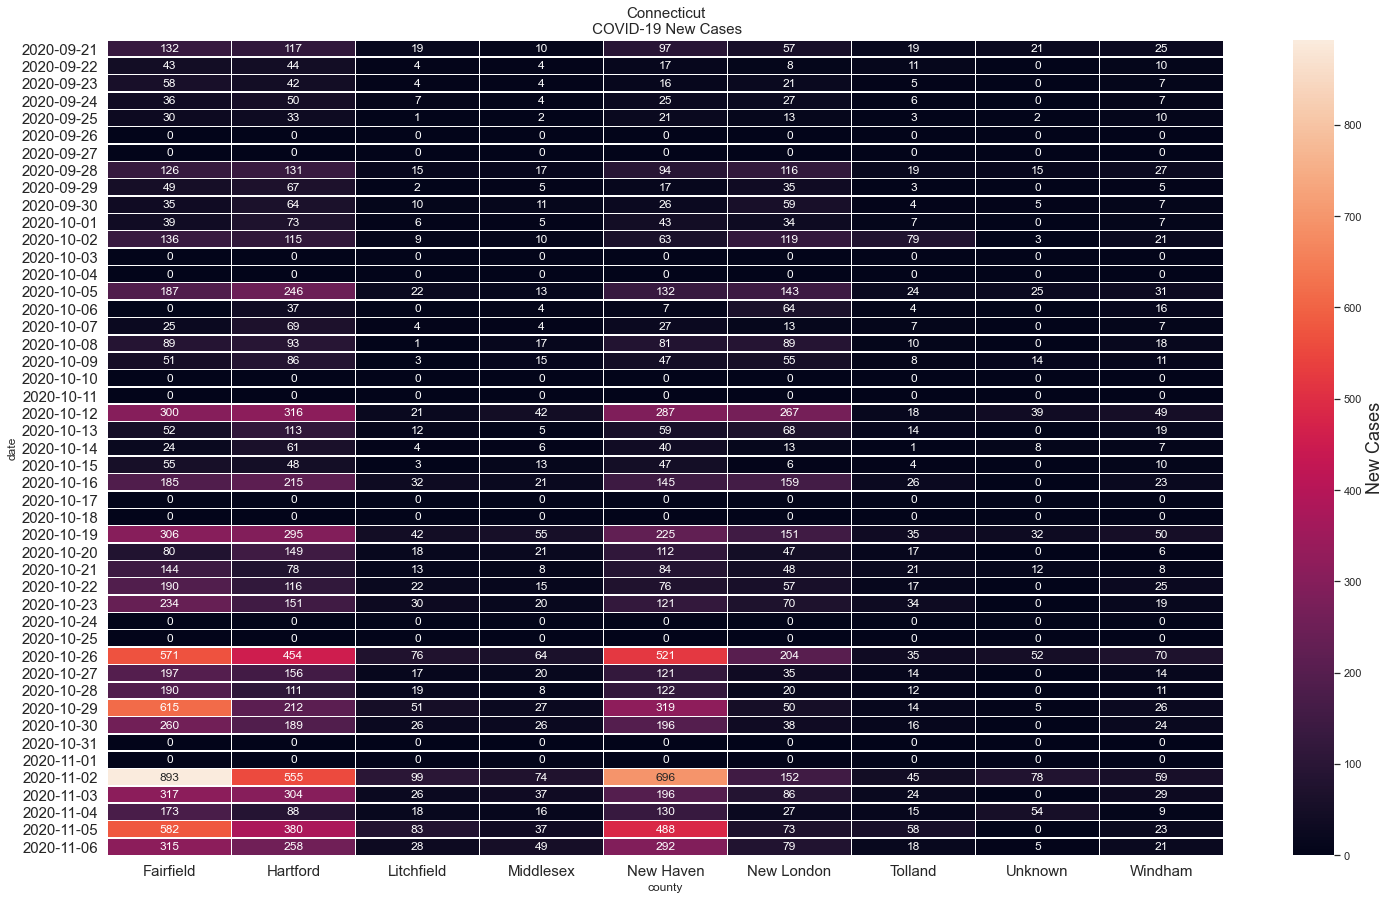 Connecticut
COVID-19 New Cases
2020-09-21 132 117 19 10 97 57 19 21 25
2020-09-22 43 44 4 4 17 8 11 0 10
2020-09-23 58 42 4 4 16 21 5 0 7
2020-09-24 36 50 7 4 25 27 6 0 7
2020-09-25 30 33 1 2 21 13 3 2 10
2020-09-26 0 0 0 0 0 0 0 0 0
2020-09-27 0 0 0 0 0 0 0 0 0
2020-09-28 126 131 15 17 94 116 19 15 27
2020-09-29 49 67 2 5 17 35 3 0 5
2020-09-30 35 64 10 11 26 59 4 5 7
2020-10-01 39 73 6 5 43 34 7 0 7
2020-10-02 136 115 9 10 63 119 79 3 21
2020-10-03 0 0 0 0 0 0 0 0 0
2020-10-04 0 0 0 0 0 0 0 0 0
2020-10-05 187 246 22 13 132 143 24 25 31
2020-10-06 0 37 0 4 7 64 4 0 16
2020-10-07 25 69 4 4 27 13 7 0 7
2020-10-08 89 93 1 17 81 89 10 0 18
2020-10-09 51 86 3 15 47 55 8 14 11
2020-10-10 0 0 0 0 0 0 0 0 0
2020-10-11 0 0 0 0 0 0 0 0 0
2020-10-12 300 316 21 42 287 267 18 39 49
2020-10-13 52 113 12 5 59 68 14 0 19
2020-10-14 24 61 4 6 40 13 1 8 7
2020-10-15 55 48 3 13 47 6 4 0 10
2020-10-16 185 215 32 21 145 159 26 0 23
2020-10-17 0 0 0 0 0 0 0 0 0
2020-10-18 0 0 0 0 0 0 0 0 0
2020-10-19 306 295 42 55 225 151 35 32 50
2020-10-20 80 149 18 21 112 47 17 0 6
2020-10-21 144 78 13 8 84 48 21 12 8
2020-10-22 190 116 22 15 76 57 17 0 25
2020-10-23 234 151 30 20 121 70 34 0 19
2020-10-24 0 0 0 0 0 0 0 0 0
2020-10-25 0 0 0 0 0 0 0 0 0
2020-10-26 571 454 76 64 521 204 35 52 70
2020-10-27 197 156 17 20 121 35 14 0 14
2020-10-28 190 111 19 8 122 20 12 0 11
2020-10-29 615 212 51 27 319 50 14 5 26
2020-10-30 260 189 26 26 196 38 16 0 24
2020-10-31 0 0 0 0 0 0 0 0 0
2020-11-01 0 0 0 0 0 0 0 0 0
2020-11-02 893 555 99 74 696 152 45 78 59
2020-11-03 317 304 26 37 196 86 24 0 29
2020-11-04 173 88 18 16 130 27 15 54 9
2020-11-05 582 380 83 37 488 73 58 0 23
2020-11-06 315 258 28 49 292 79 18 5 21
Fairfield Hartford Litchfield Middlesex New Haven New London Tolland Unknown Windham
county
date
800
700
600
500
400
300
200
100
0
New Cases